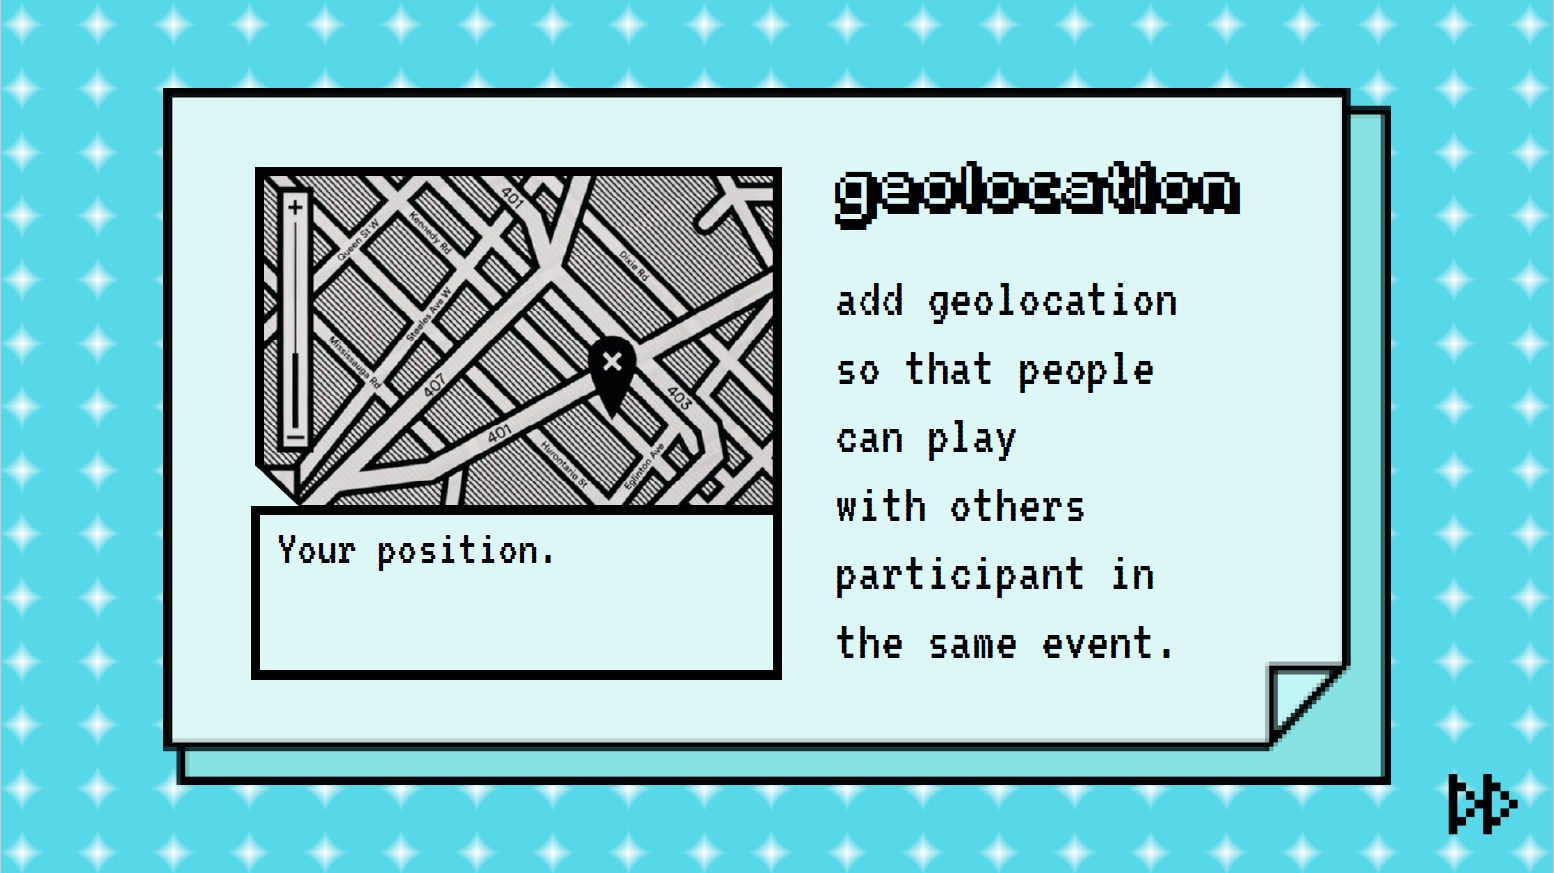 geolocation
add geolocation
so that people
can play
with others
participant in
the same event.
401
Queen St W
Kennedy Rd
Dixie Rd
Steeles Ave W
Mississauga Rd
407
403
401
Hurontario St
Eglinton Ave
Your position.